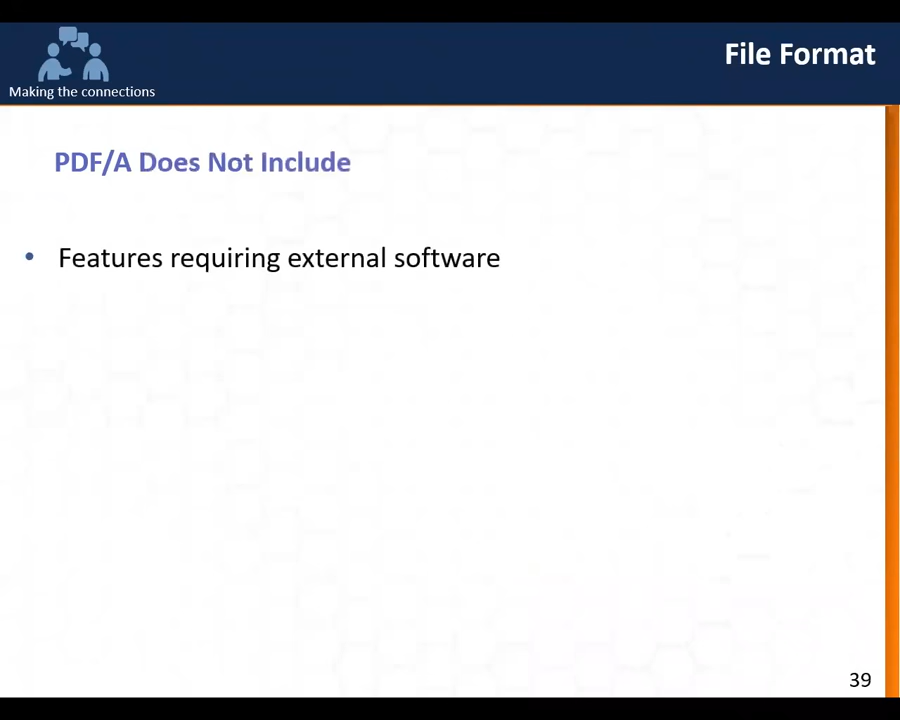 File Format
Making the connections
PDF/A Does Not Include
• Features requiring external software
39